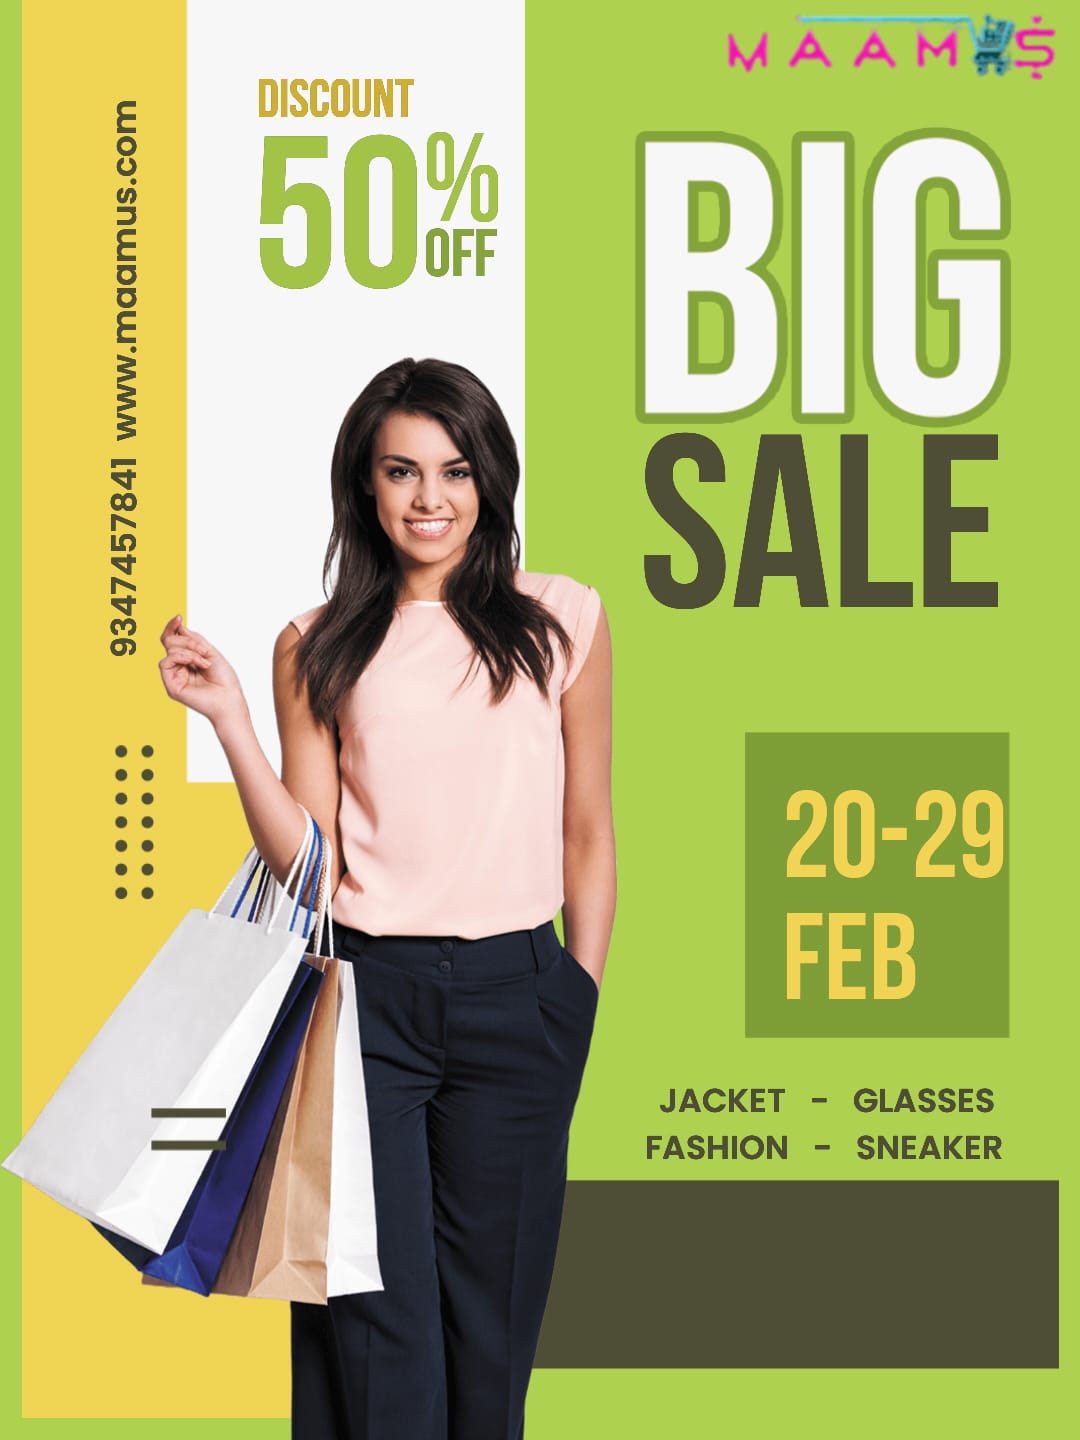 MAAMUS
DISCOUNT
50%
OFF
BIG
SALE
9347457841 www.maamus.com
20-29
FEB
JACKET - GLASSES
FASHION - SNEAKER